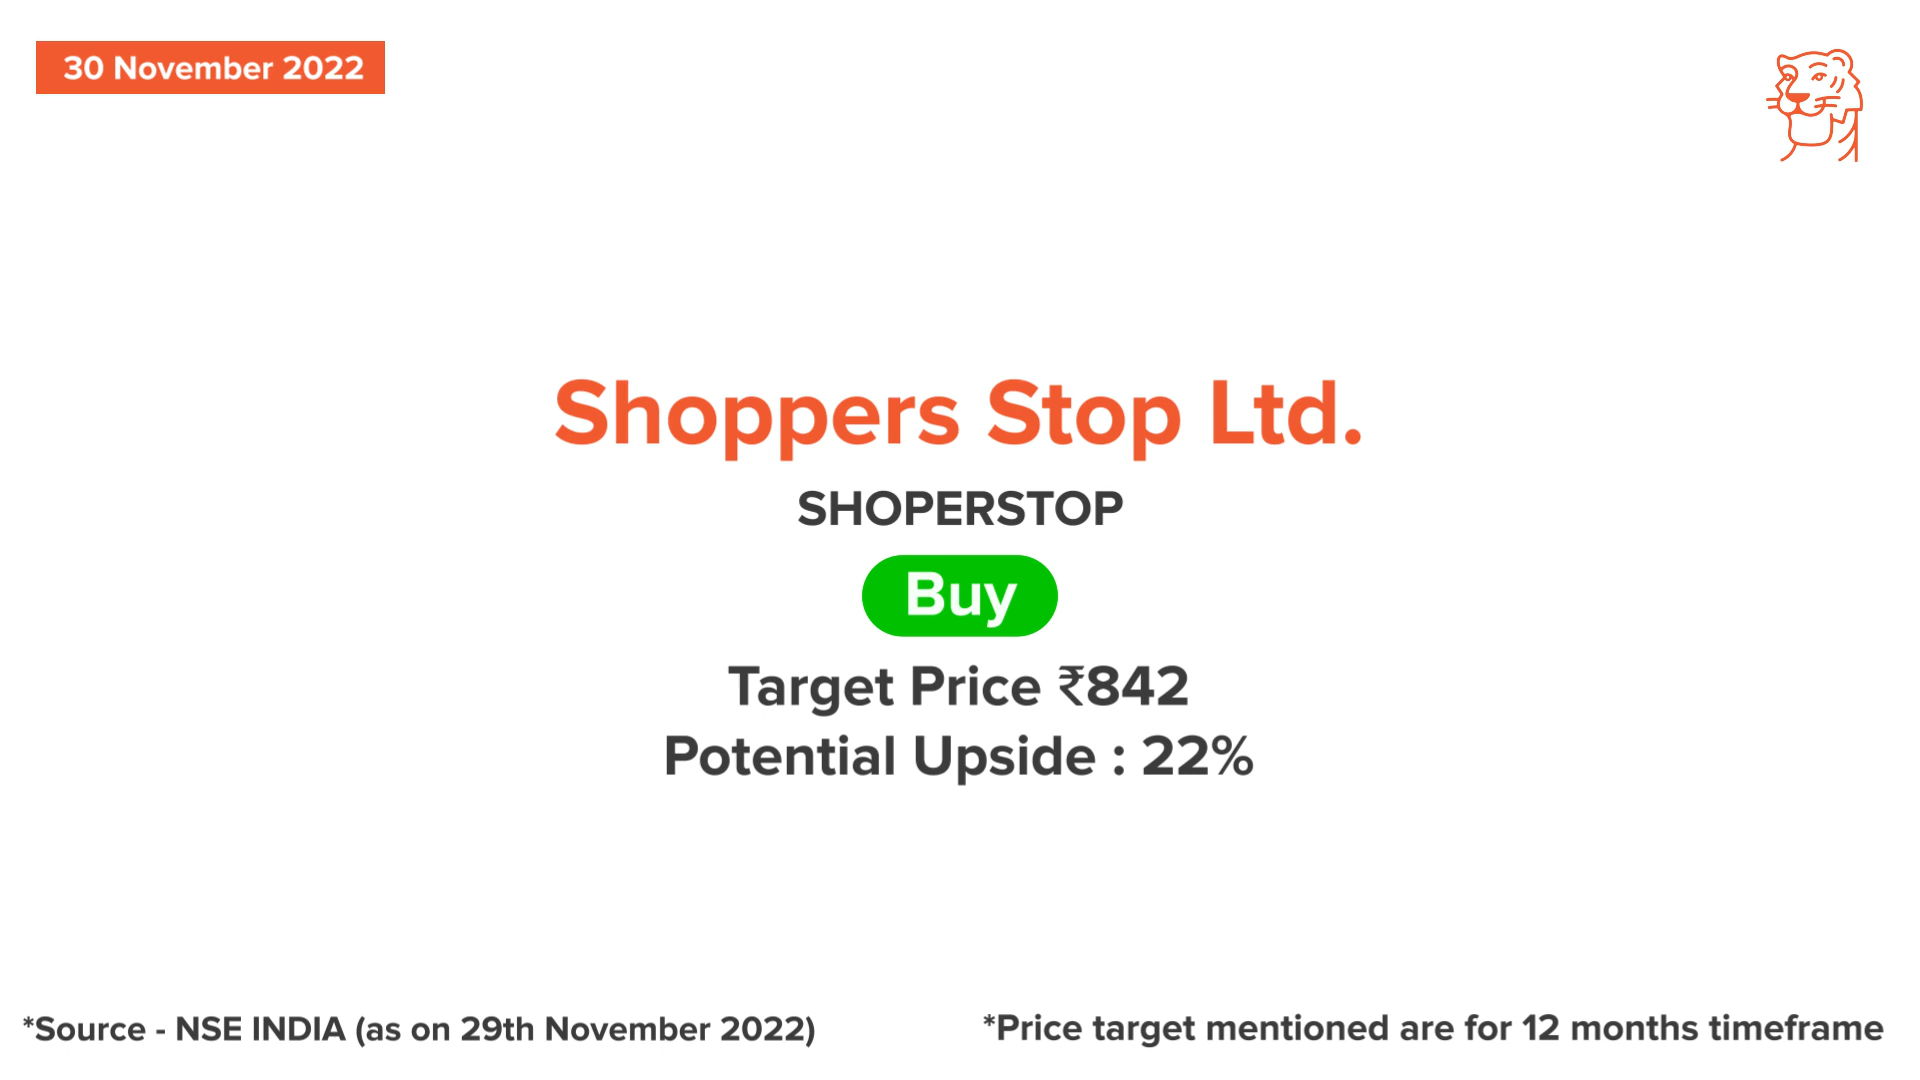 30 November 2022
Shoppers Stop Ltd.
SHOPERSTOP
Buy
Target Price ₹842
Potential Upside : 22%
*Source - NSE INDIA (as on 29th November 2022)
*Price target mentioned are for 12 months timeframe